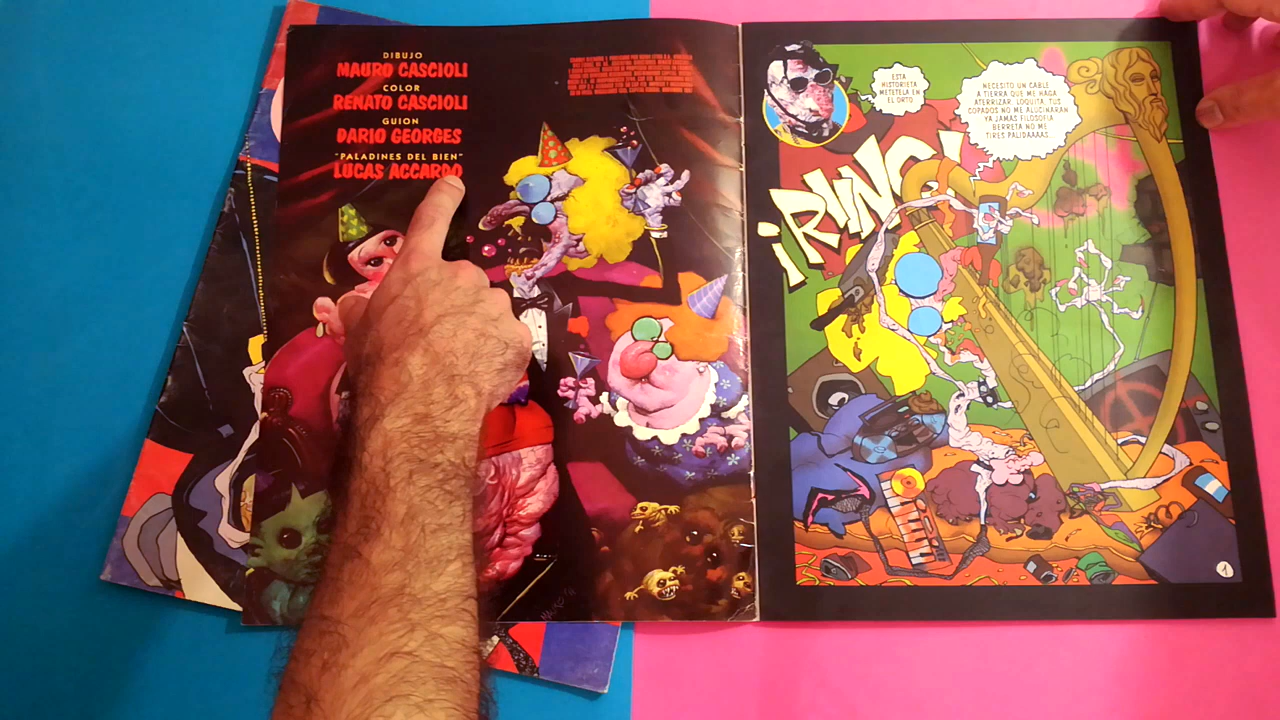 DIBUJO
MAURO CASCIOLI
COLOR
RENATO CASCIOLI
GUION
DARIO GEORGES
"PALADINES DEL BIEN"
LUCAS ACCARDO
ESTA
HISTORIETA
METETELA EN
EL ORTO
NECESITO UN CABLE
A TIERRA QUE ME HAGA
ATERRIZAR, LOQUITA, TUS
COPADOS NO ME ALUCINARAN
YA JAMAS FILOSOFIA
BERRETA NO ME
TIRES PALIDAAAAS...
¡RING!
1